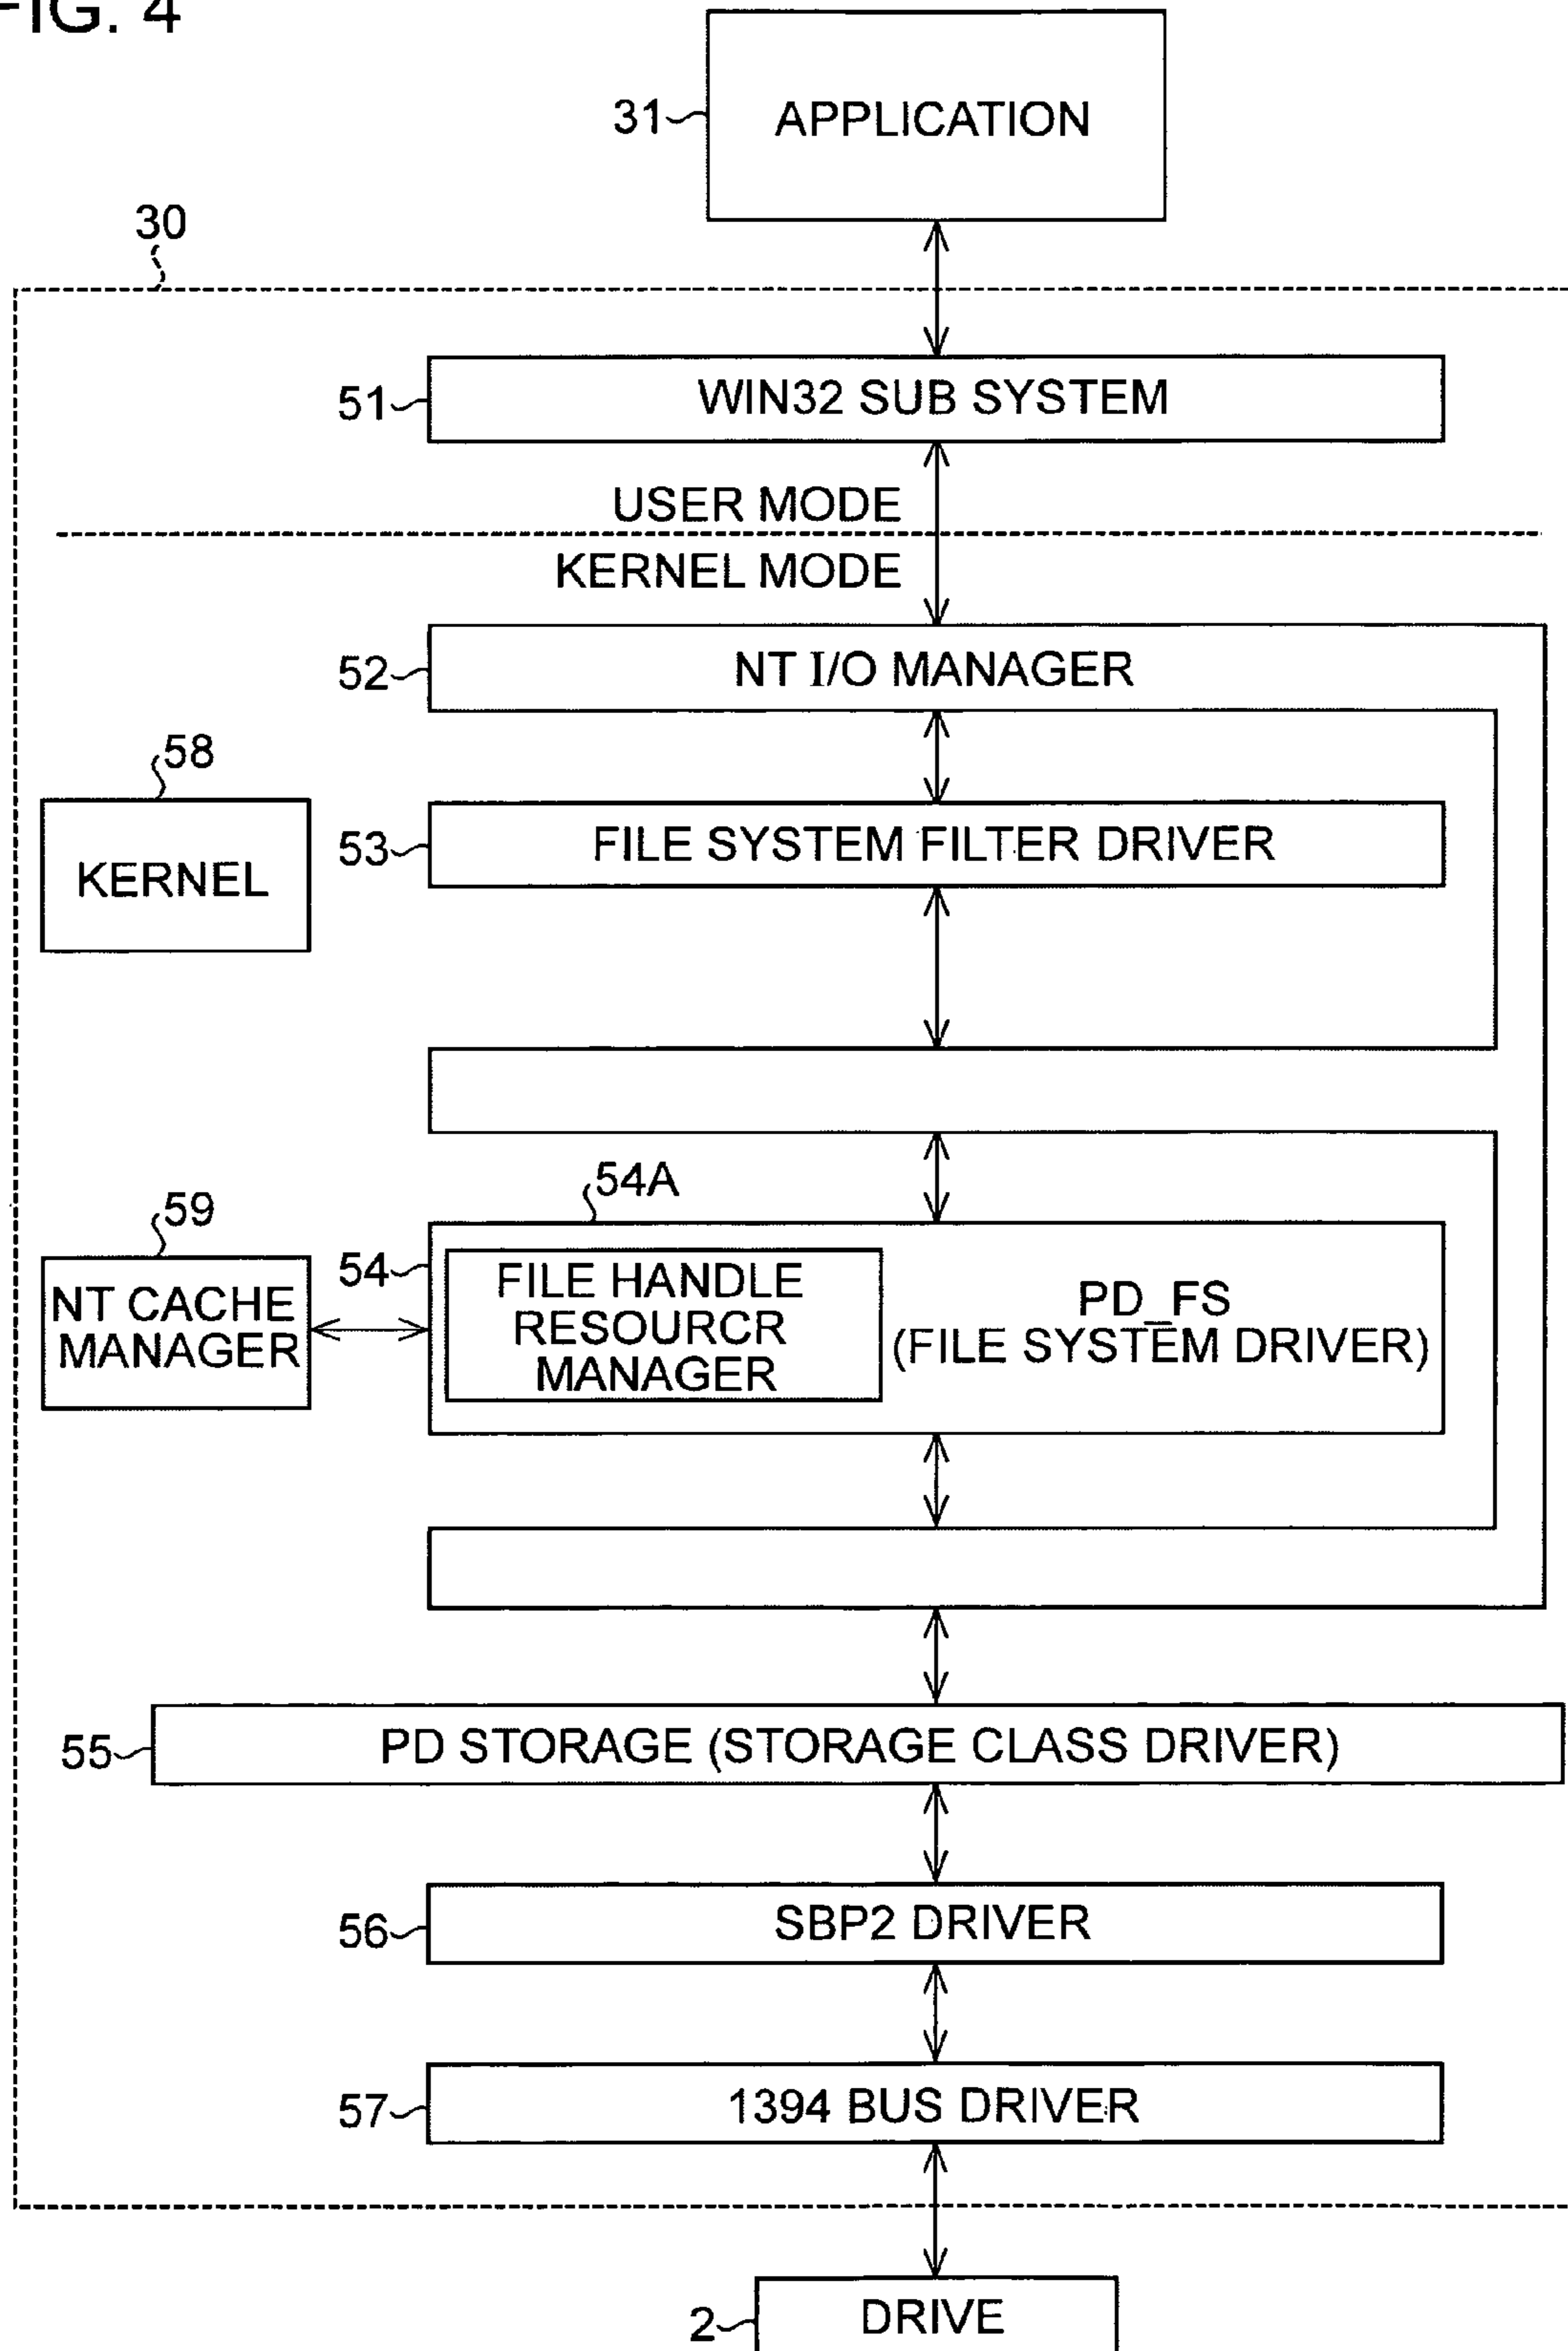 FIG. 4
31
APPLICATION
30
51
WIN32 SUB SYSTEM
USER MODE
KERNEL MODE
52
NT I/O MANAGER
58
KERNEL
53
FILE SYSTEM FILTER DRIVER
54A
59
NT CACHE
MANAGER
54
FILE HANDLE
RESOURCR
MANAGER
PD_FS
(FILE SYSTEM DRIVER)
55
PD STORAGE (STORAGE CLASS DRIVER)
56
SBP2 DRIVER
57
1394 BUS DRIVER
2
DRIVE